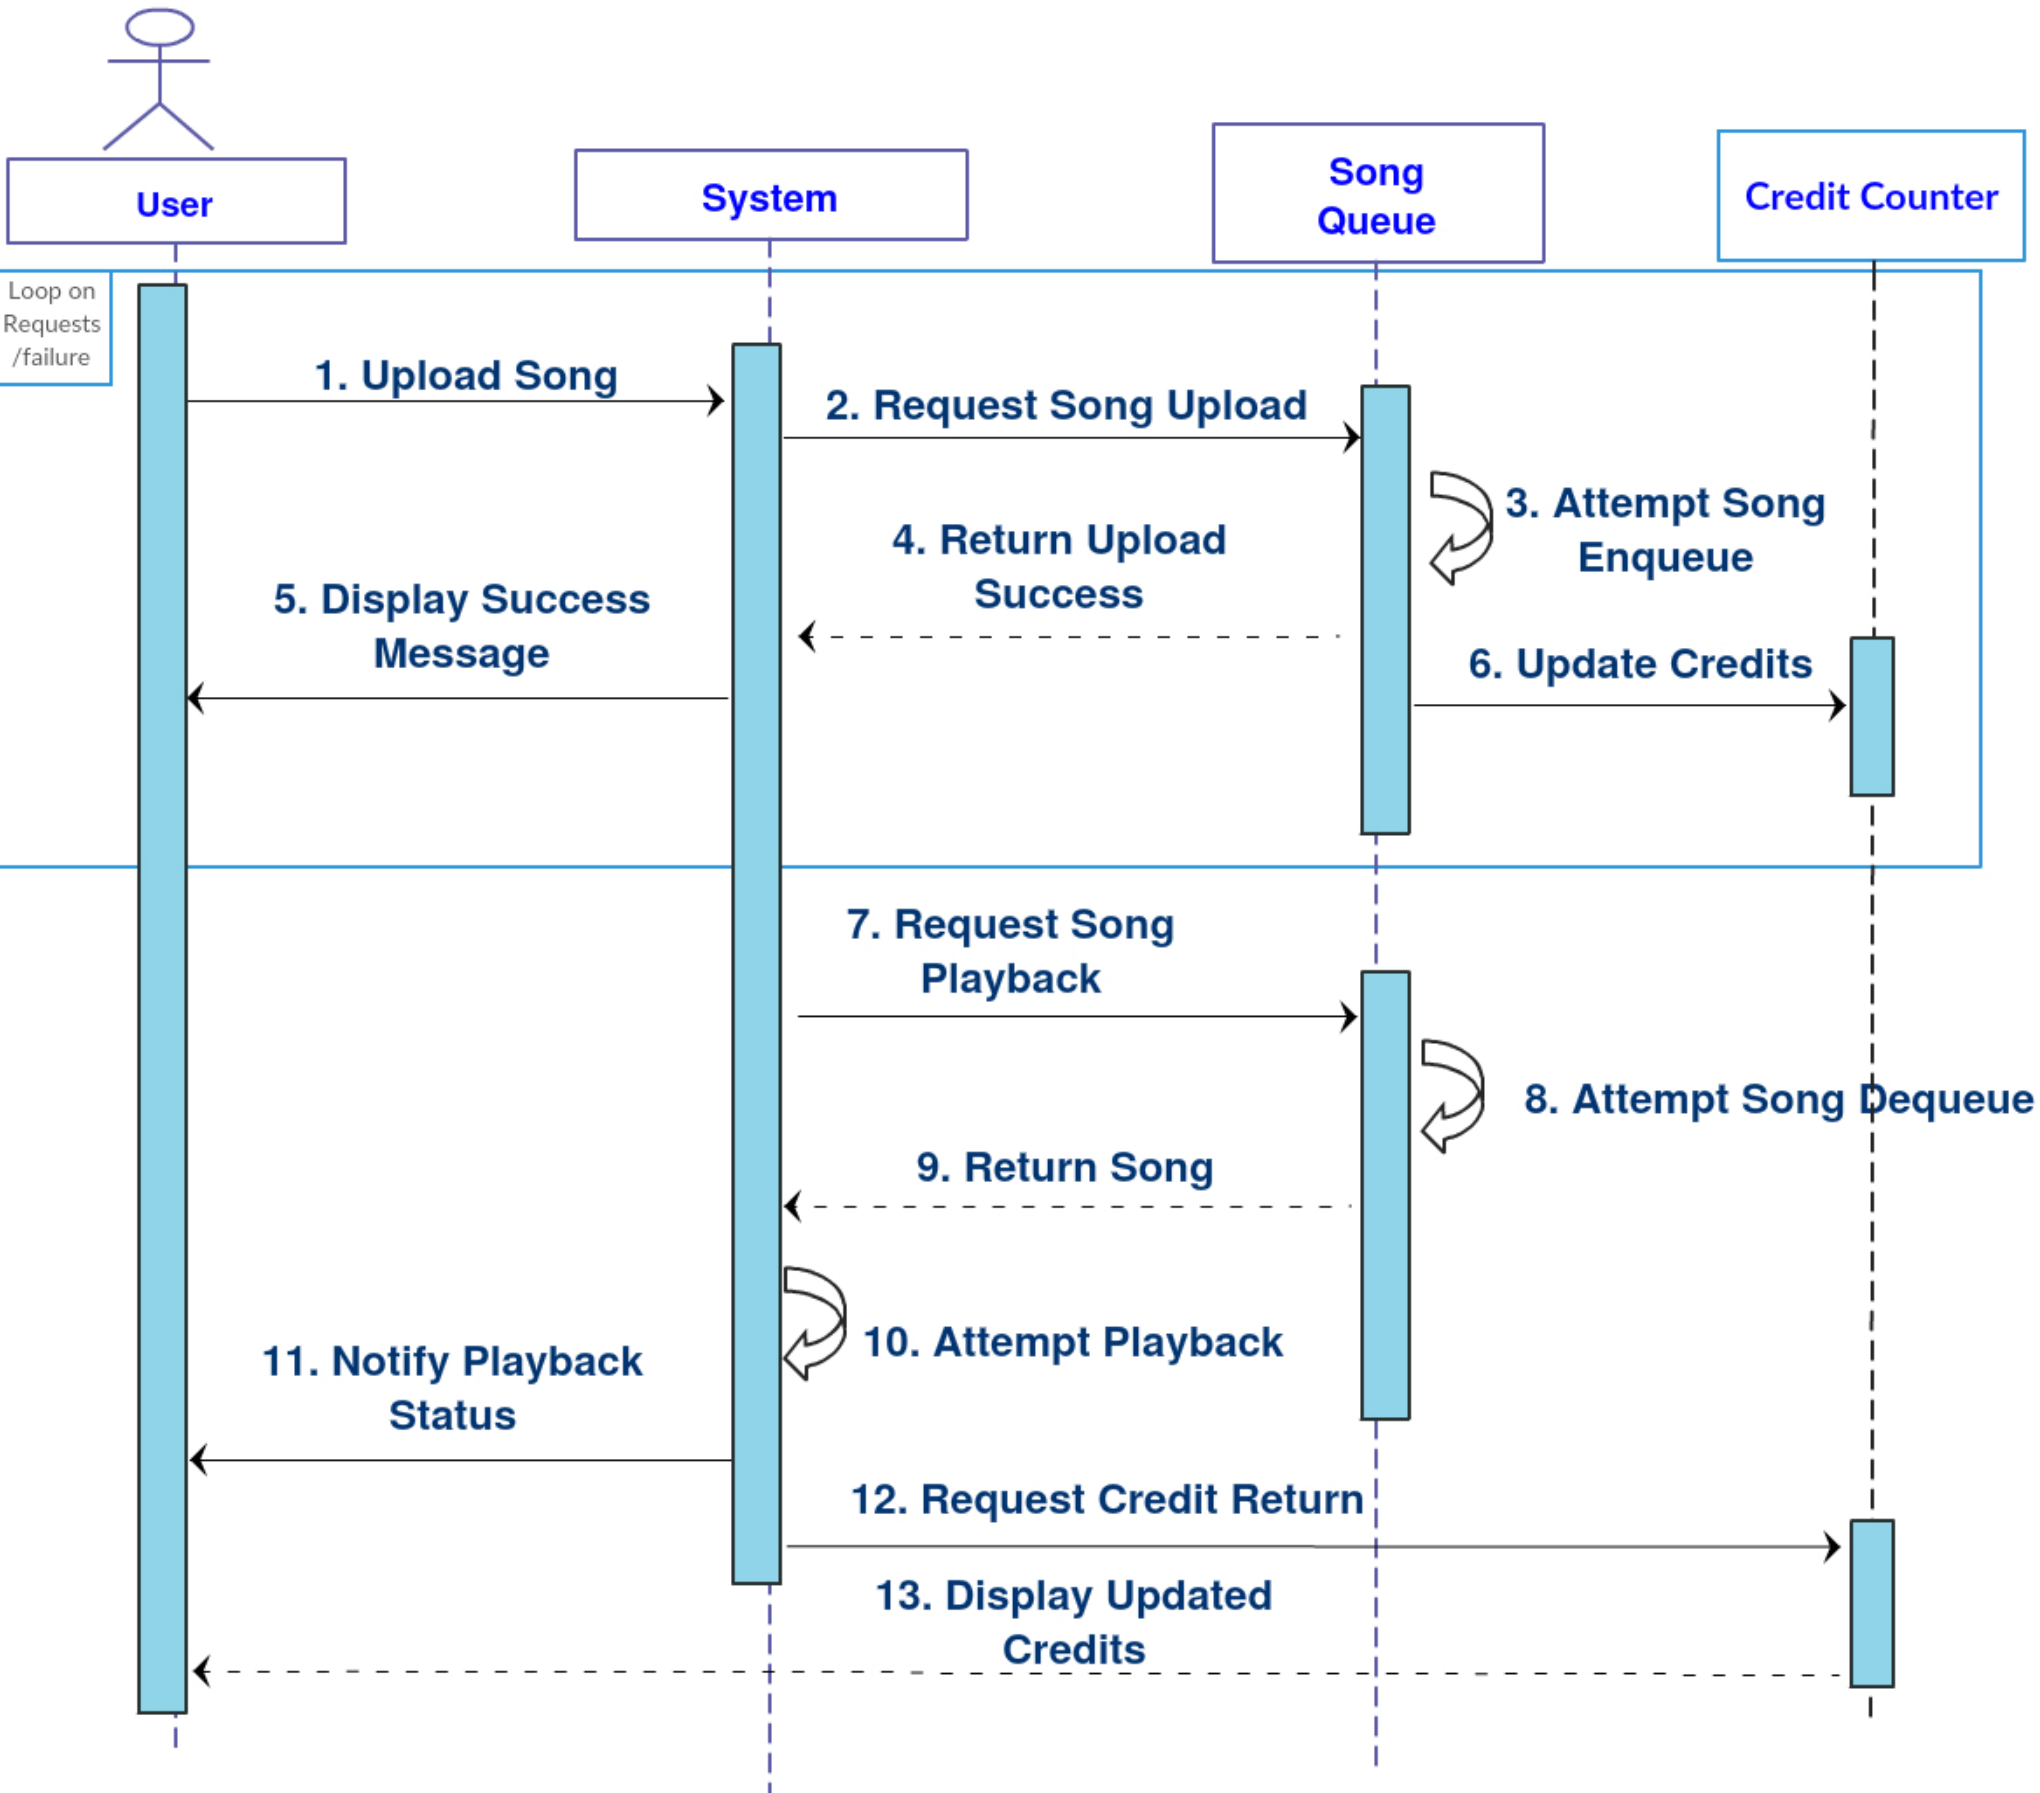 User
System
Song
Queue
Credit Counter
Loop on
Requests
/failure
1. Upload Song
2. Request Song Upload
3. Attempt Song
Enqueue
4. Return Upload
Success
5. Display Success
Message
6. Update Credits
7. Request Song
Playback
8. Attempt Song Dequeue
9. Return Song
10. Attempt Playback
11. Notify Playback
Status
12. Request Credit Return
13. Display Updated
Credits